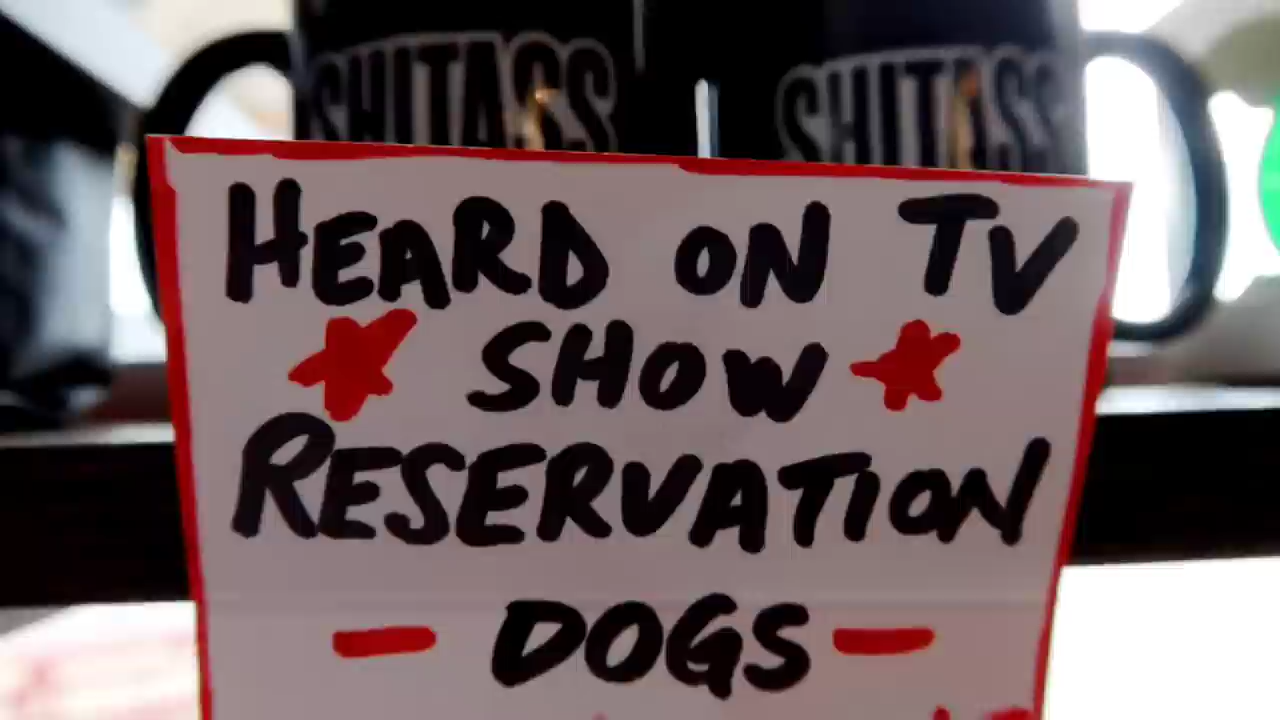 SHITASS SHITASS
HEARD ON TV
SHOW
RESERVATION
DOGS